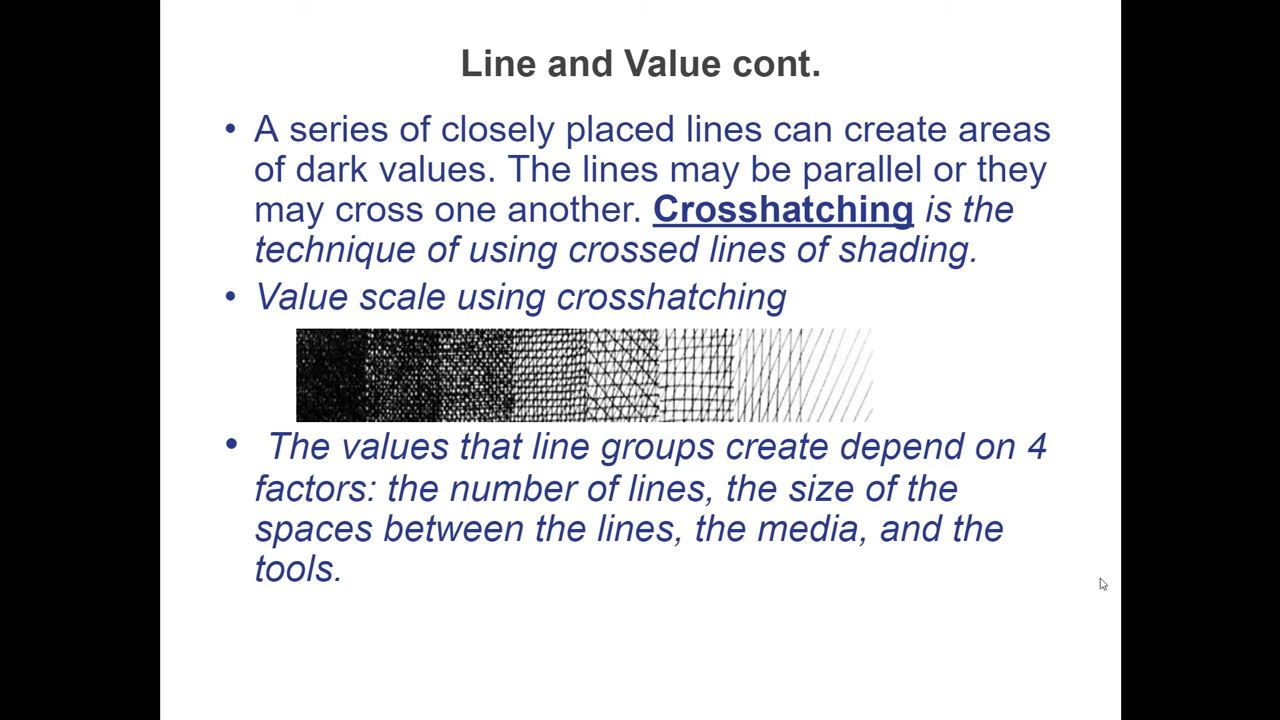 Line and Value cont.
• A series of closely placed lines can create areas
of dark values. The lines may be parallel or they
may cross one another. Crosshatching is the
technique of using crossed lines of shading.
• Value scale using crosshatching
• The values that line groups create depend on 4
factors: the number of lines, the size of the
spaces between the lines, the media, and the
tools.